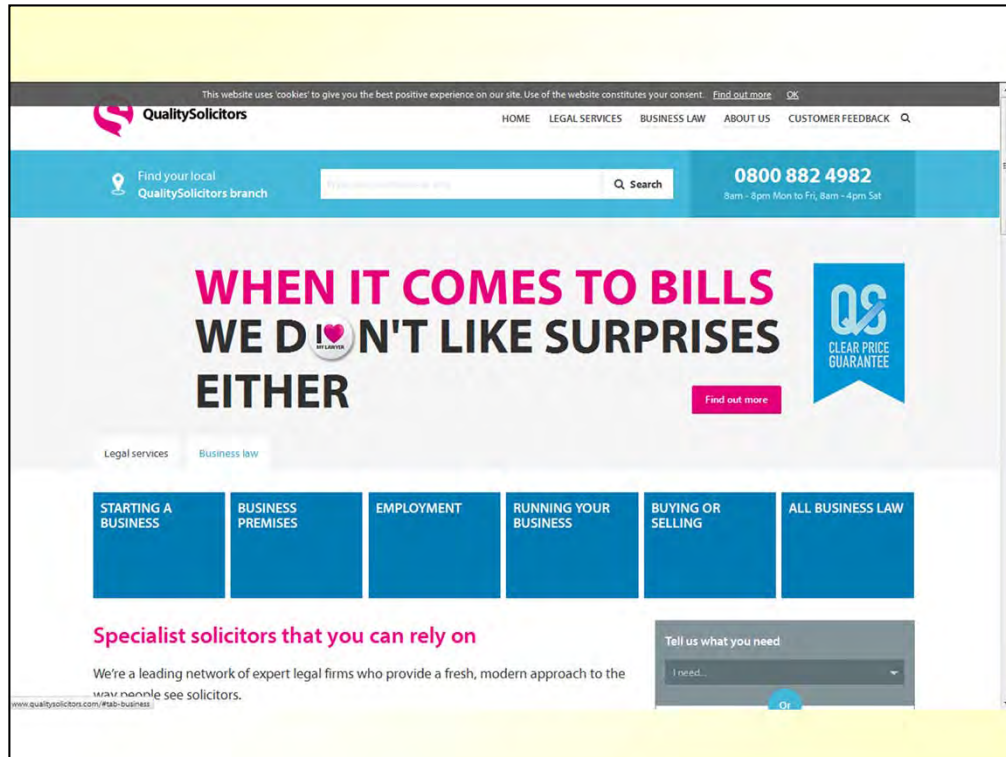 This website uses 'cookies' to give you the best positive experience on our site. Use of the website constitutes your consent. Find out more OK
QualitySolicitors
HOME LEGAL SERVICES BUSINESS LAW ABOUT US CUSTOMER FEEDBACK
Find your local
QualitySolicitors branch
Search
0800 882 4982
8am - 8pm Mon to Fri, 8am - 4pm Sat
WHEN IT COMES TO BILLS
WE D N'T LIKE SURPRISES
EITHER
I
MY LAWYER
QS
CLEAR PRICE
GUARANTEE
Find out more
Legal services Business law
STARTING A
BUSINESS
BUSINESS
PREMISES
EMPLOYMENT
RUNNING YOUR
BUSINESS
BUYING OR
SELLING
ALL BUSINESS LAW
Specialist solicitors that you can rely on
We're a leading network of expert legal firms who provide a fresh, modern approach to the
way people see solicitors.
Tell us what you need
I need...
Or
www.qualitysolicitors.com/#tab-business